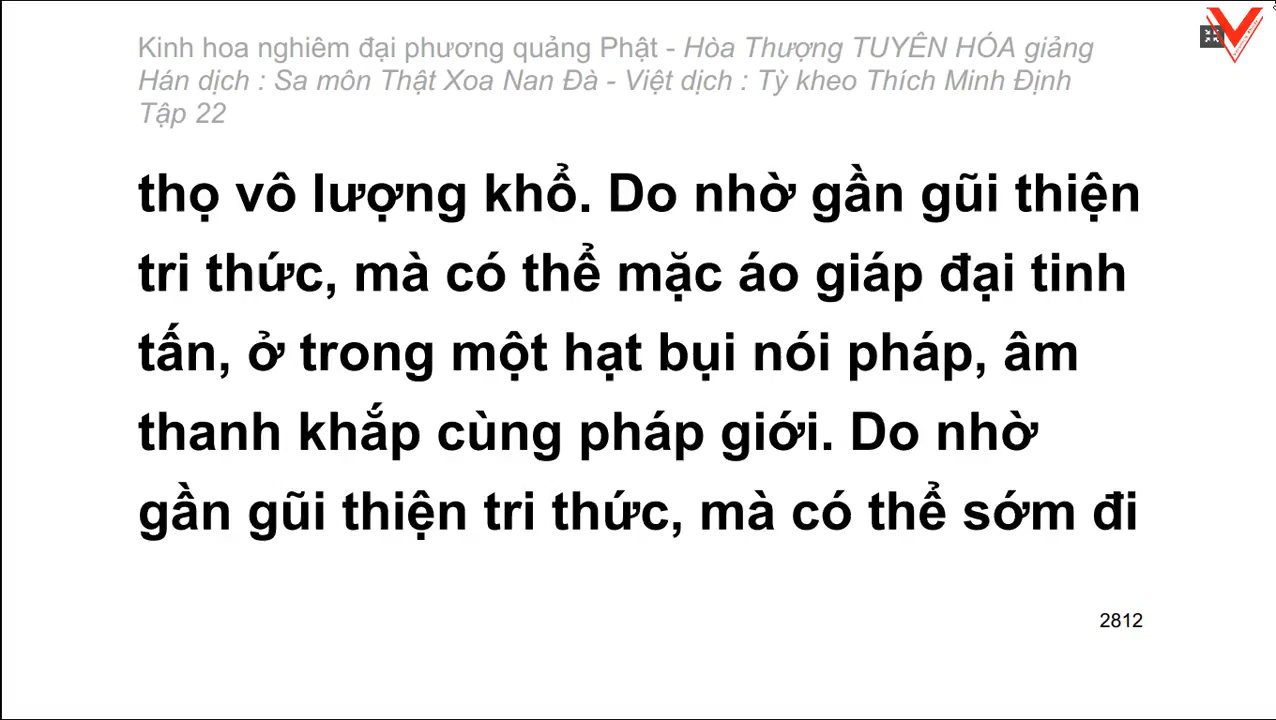 Kinh hoa nghiêm đại phương quảng Phật - Hòa Thượng TUYÊN HÓA giảng
Hán dịch : Sa môn Thật Xoa Nan Đà - Việt dịch : Tỳ kheo Thích Minh Định
Tập 22
thọ vô lượng khổ. Do nhờ gần gũi thiện
tri thức, mà có thể mặc áo giáp đại tinh
tấn, ở trong một hạt bụi nói pháp, âm
thanh khắp cùng pháp giới. Do nhờ
gần gũi thiện tri thức, mà có thể sớm đi
2812